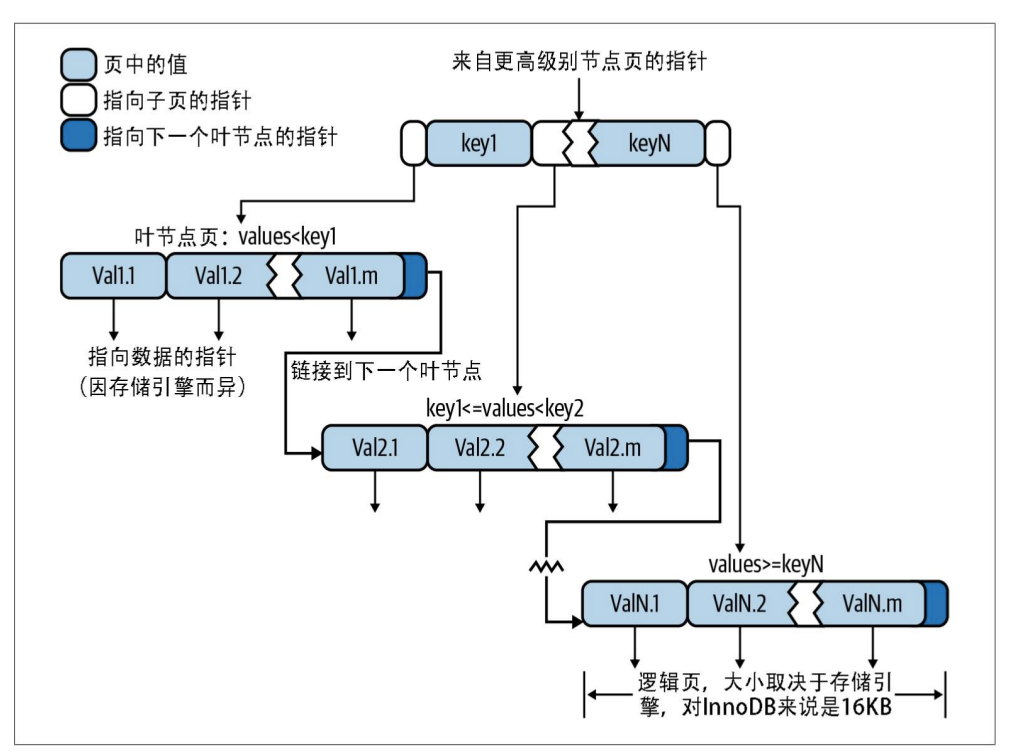 页中的值
指向子页的指针
指向下一个叶节点的指针
来自更高级别节点页的指针
key1
keyN
叶节点页：values<key1
Val1.1
Val1.2
Val1.m
指向数据的指针
（因存储引擎而异）
链接到下一个叶节点
key1<=values<key2
Val2.1
Val2.2
Val2.m
values>=keyN
ValN.1
ValN.2
ValN.m
逻辑页，大小取决于存储引
擎，对InnoDB来说是16KB